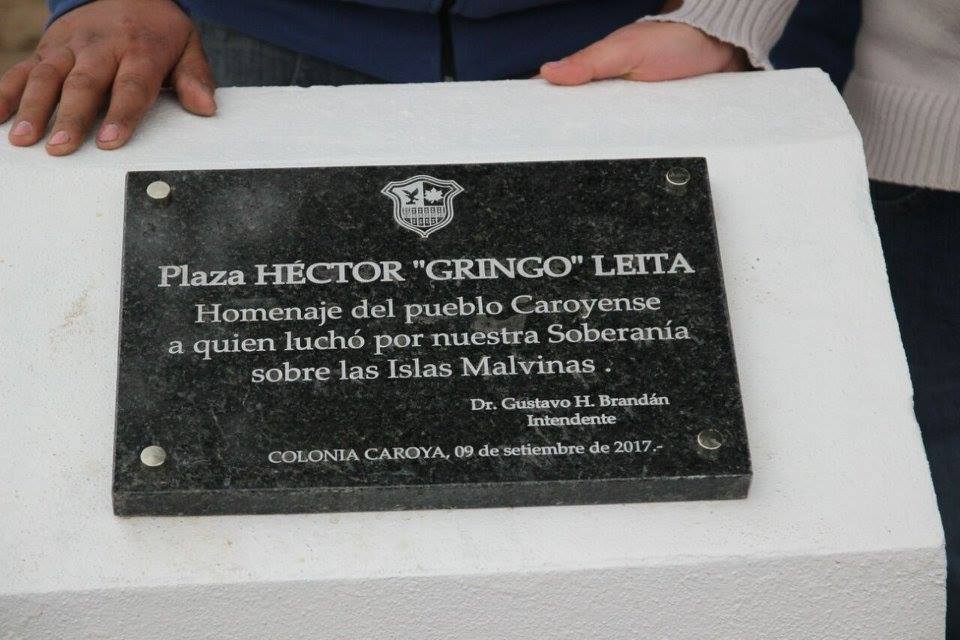 Plaza HÉCTOR "GRINGO" LEITA
Homenaje del pueblo Caroyense
a quien luchó por nuestra Soberanía
sobre las Islas Malvinas .
Dr. Gustavo H. Brandán
Intendente
COLONIA CAROYA, 09 de setiembre de 2017.-